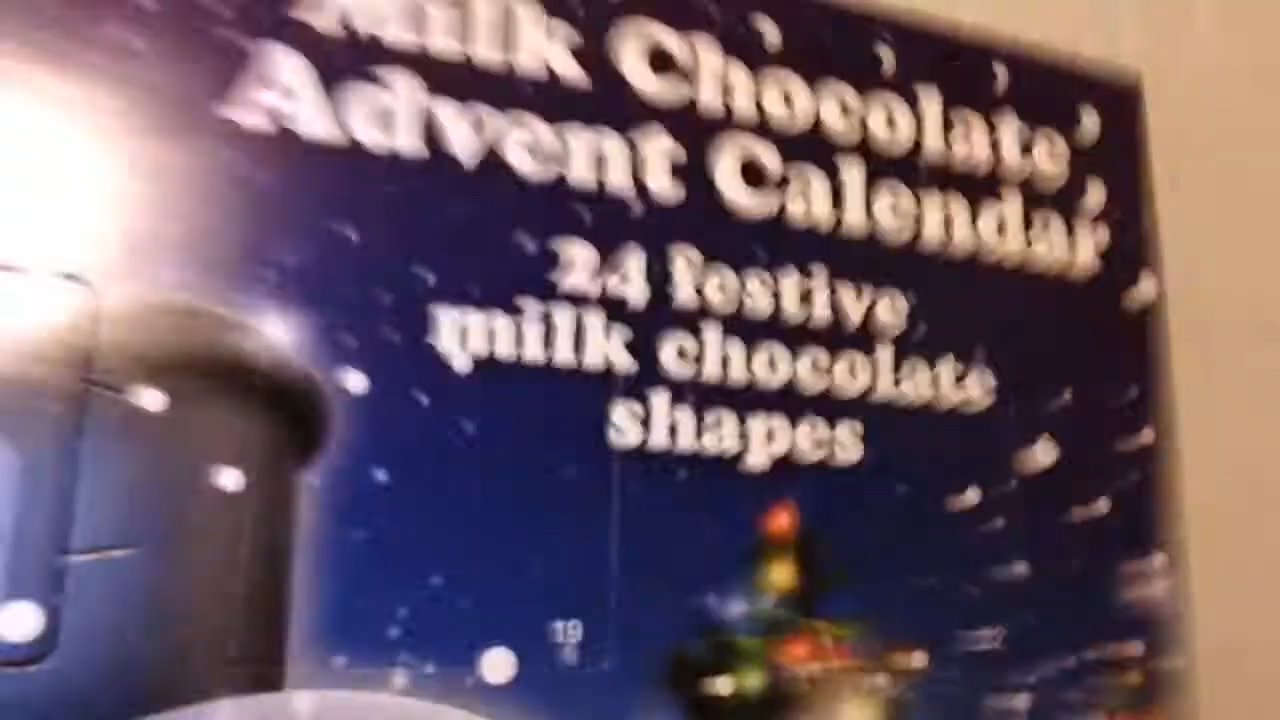 Milk Chocolate
Advent Calendar
24 festive
milk chocolate
shapes
19